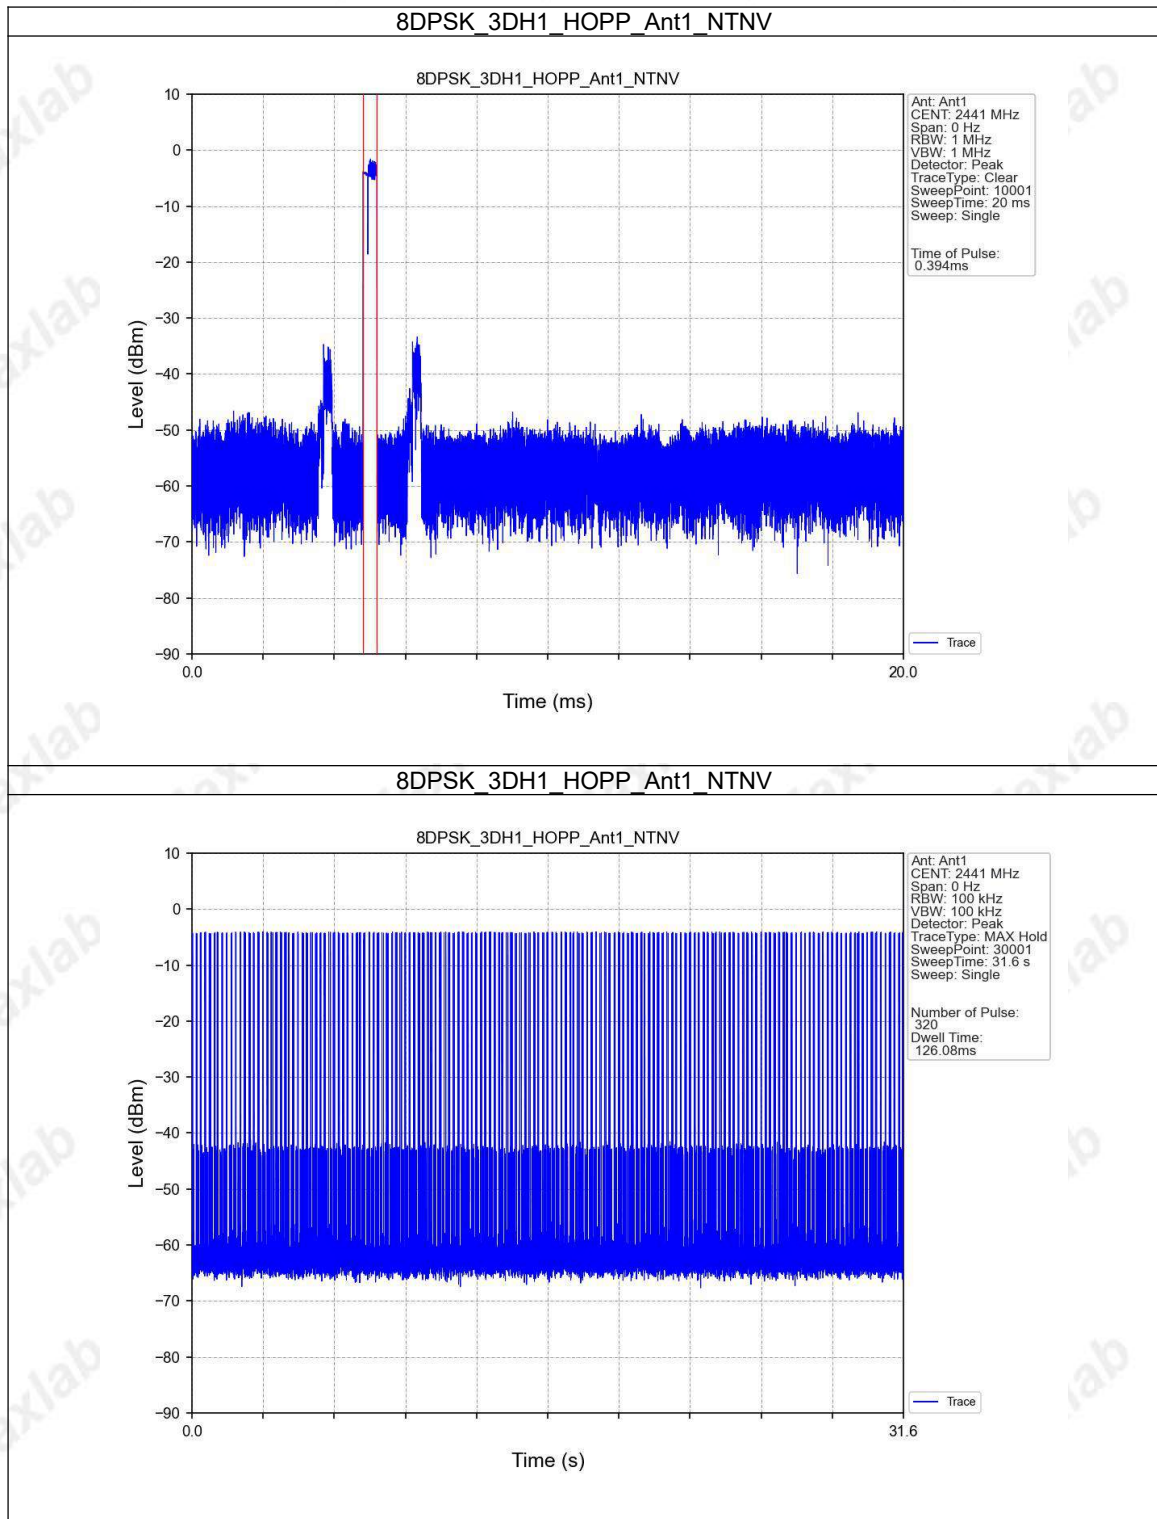 8DPSK_3DH1_HOPP_Ant1_NTNV
8DPSK_3DH1_HOPP_Ant1_NTNV
10
0
−10
−20
−30
−40
−50
−60
−70
−80
−90
Level (dBm)
0.0
20.0
Time (ms)
Ant: Ant1
CENT: 2441 MHz
Span: 0 Hz
RBW: 1 MHz
VBW: 1 MHz
Detector: Peak
TraceType: Clear
SweepPoint: 10001
SweepTime: 20 ms
Sweep: Single
Time of Pulse:
0.394ms
Trace
8DPSK_3DH1_HOPP_Ant1_NTNV
8DPSK_3DH1_HOPP_Ant1_NTNV
10
0
−10
−20
−30
−40
−50
−60
−70
−80
−90
Level (dBm)
0.0
31.6
Time (s)
Ant: Ant1
CENT: 2441 MHz
Span: 0 Hz
RBW: 100 kHz
VBW: 100 kHz
Detector: Peak
TraceType: MAX Hold
SweepPoint: 30001
SweepTime: 31.6 s
Sweep: Single
Number of Pulse:
320
Dwell Time:
126.08ms
Trace